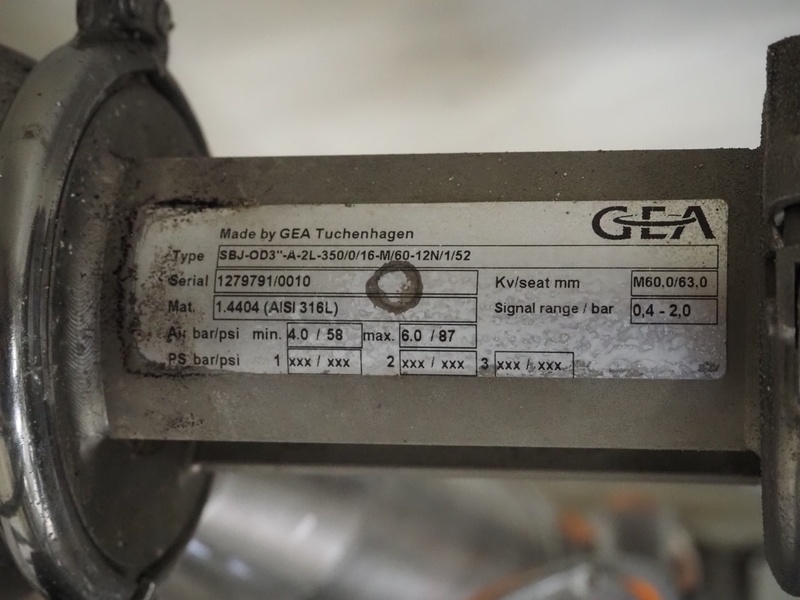 Made by GEA Tuchenhagen GEA
Type SBJ-OD3"-A-2L-350/0/16-M/60-12N/1/52
Serial 1279791/0010 Kv/seat mm M60,0/63,0
Mat. 1.4404 (AISI 316L) Signal range / bar 0,4 - 2,0
Air bar/psi min. 4.0 / 58 max. 6.0 / 87
PS bar/psi 1 xxx / xxx 2 xxx / xxx 3 xxx / xxx